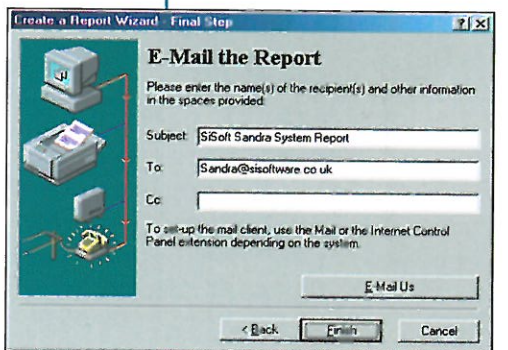 Create a Report Wizard - Final Step
E-Mail the Report
Please enter the name(s) of the recipient(s) and other information
in the spaces provided:
Subject: SiSoft Sandra System Report
To: Sandra@sisoftware.co.uk
Cc:
To set-up the mail client, use the Mail or the Internet Control
Panel extension depending on the system.
E-Mail Us
< Back
Finish
Cancel